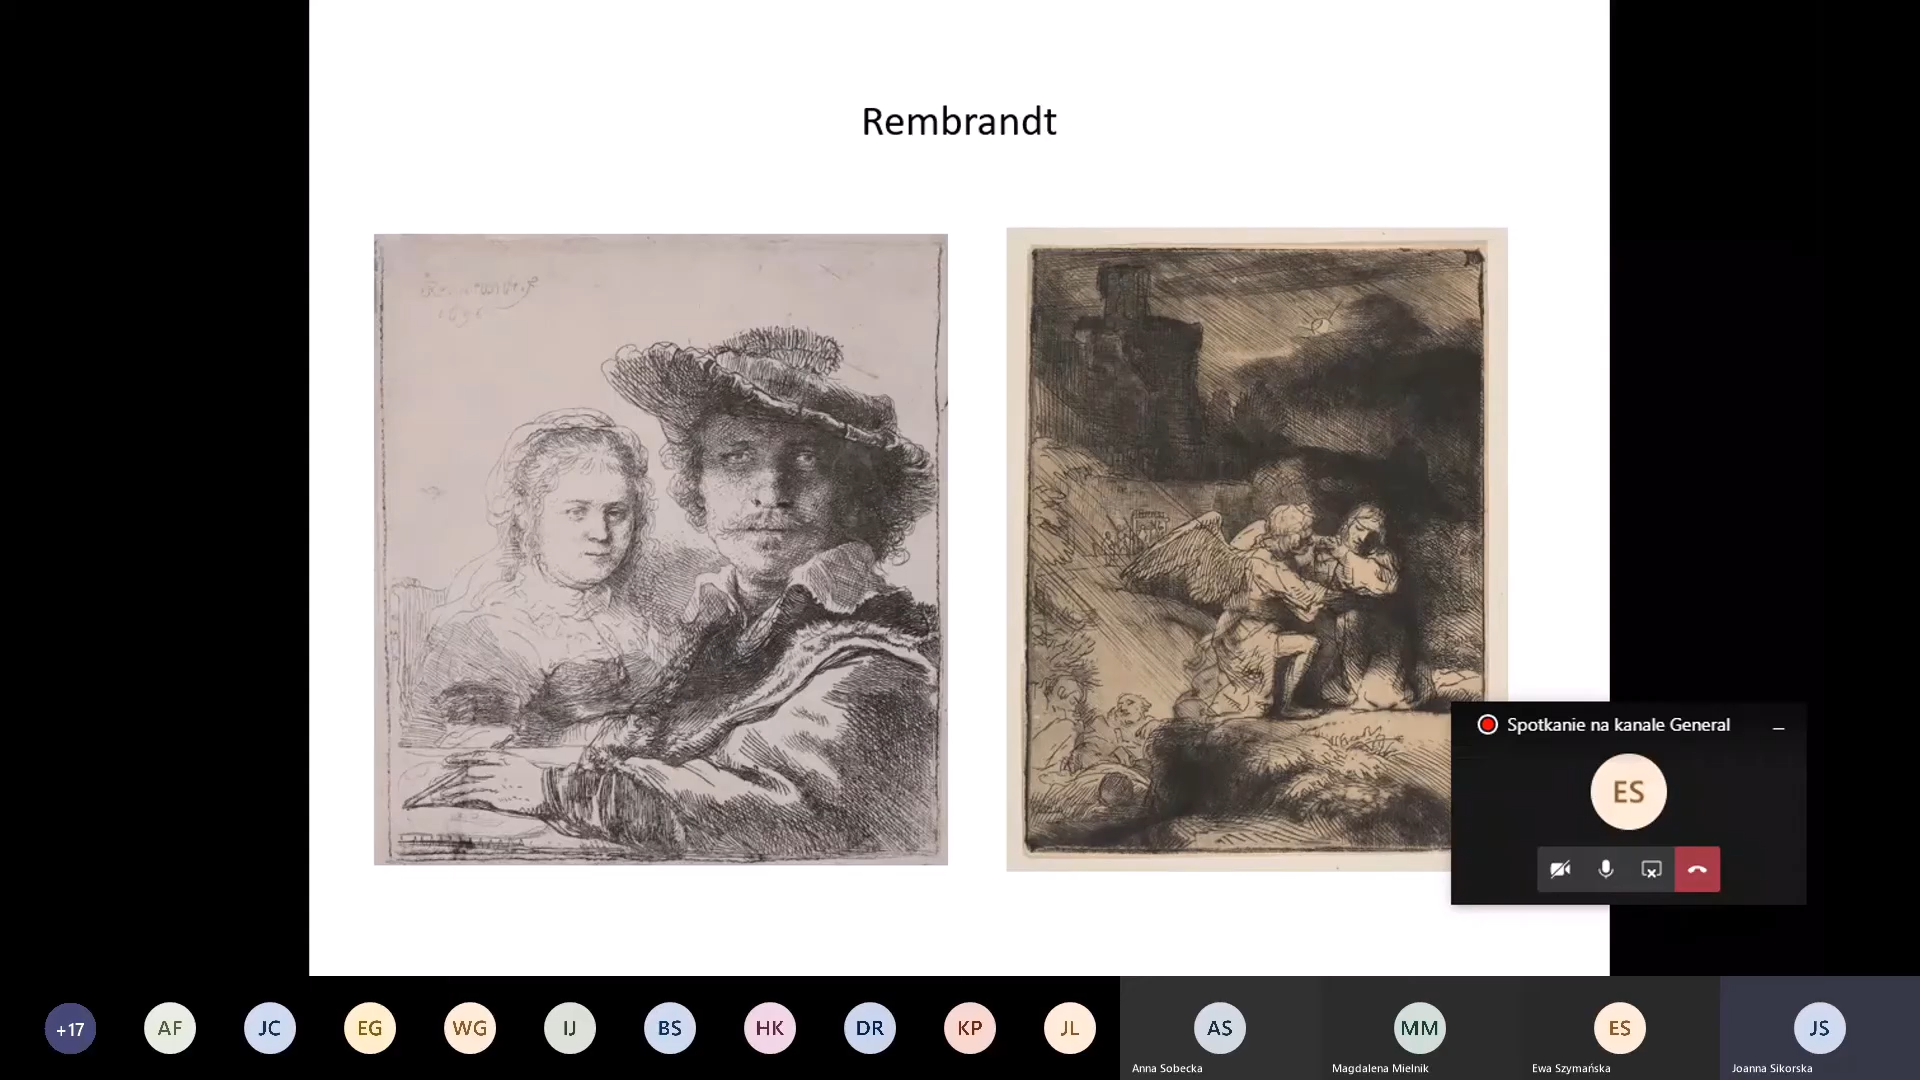 Rembrandt
Spotkanie na kanale General
ES
+17
AF
JC
EG
WG
IJ
BS
HK
DR
KP
JL
AS
MM
ES
JS
Anna Sobecka
Magdalena Mielnik
Ewa Szymańska
Joanna Sikorska